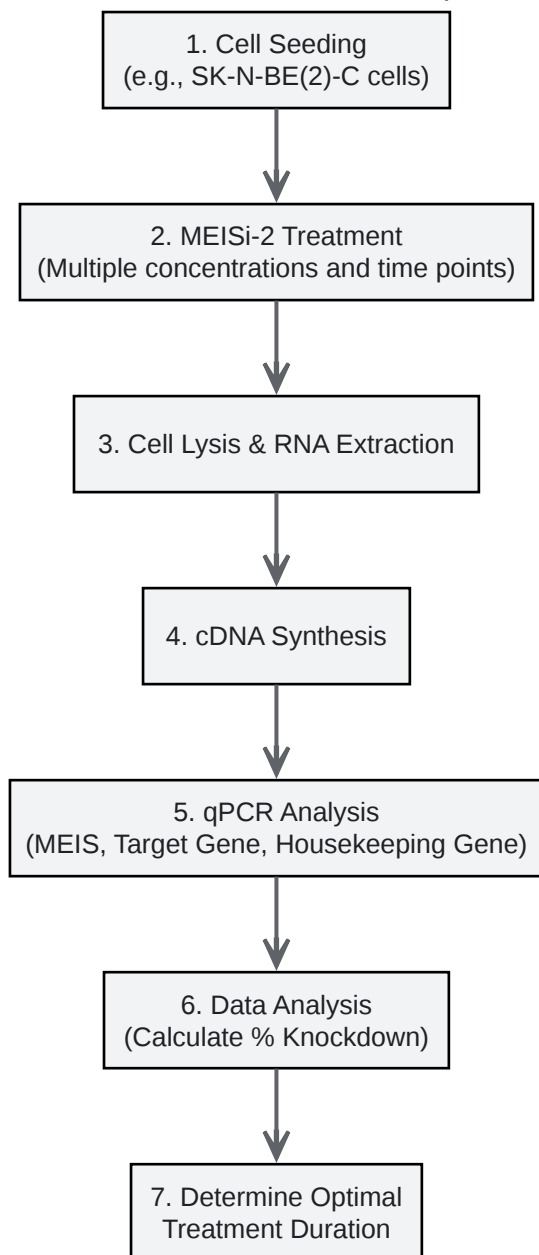 1. Cell Seeding
(e.g., SK-N-BE(2)-C cells)
2. MEISi-2 Treatment
(Multiple concentrations and time points)
3. Cell Lysis & RNA Extraction
4. cDNA Synthesis
5. qPCR Analysis
(MEIS, Target Gene, Housekeeping Gene)
6. Data Analysis
(Calculate % Knockdown)
7. Determine Optimal
Treatment Duration